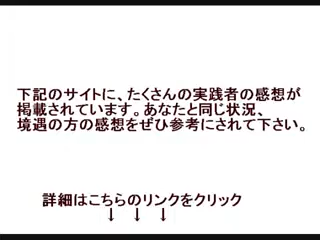 下記のサイトに、たくさんの実践者の感想が
掲載されています。あなたと同じ状況、
境遇の方の感想をぜひ参考にされて下さい。
詳細はこちらのリンクをクリック
↓ ↓ ↓